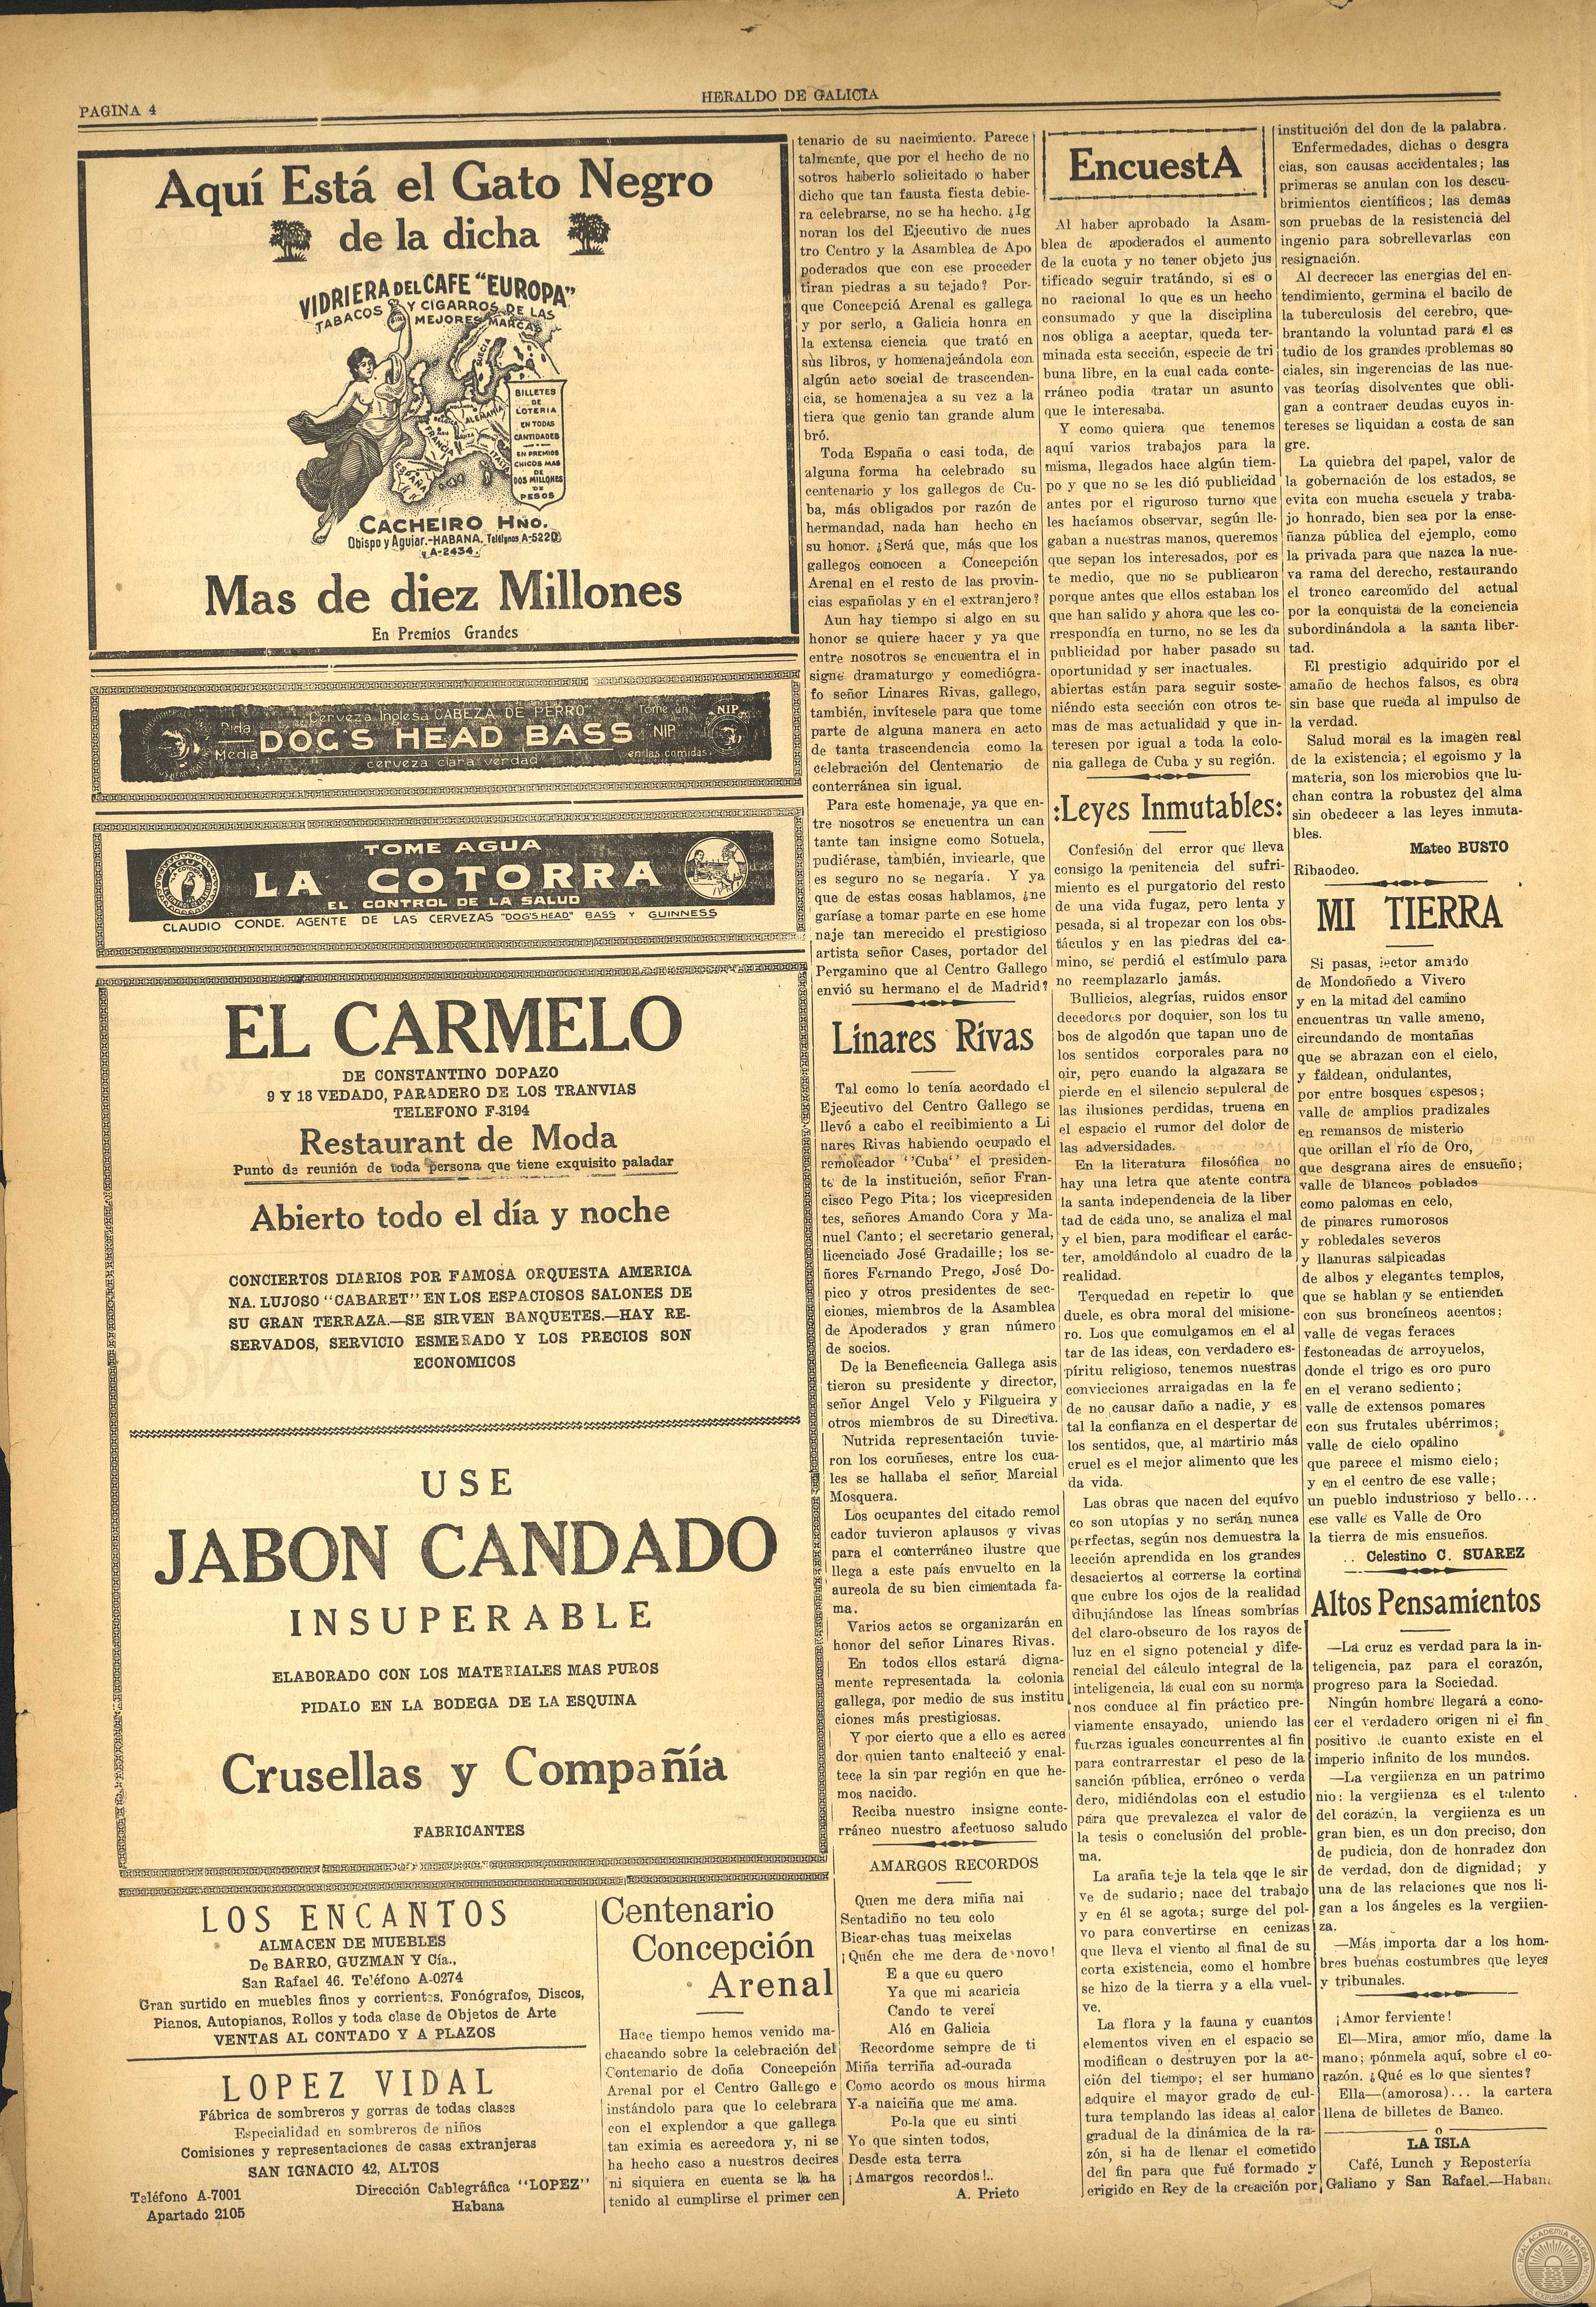 PAGINA 4
HERALDO DE GALICIA
Aquí Está el Gato Negro
de la dicha
VIDRIERA DEL CAFE "EUROPA"
TABACOS Y CIGARROS DE LAS
MEJORES MARCAS
SUECIA
ALEMANIA
FRANCIA
ESPAÑA
ITALIA
BILLETES
DE
LOTERIA
EN TODAS
CANTIDADES
EN PREMIOS
CHICOS MAS
DE
DOS MILLONES
DE
PESOS
CACHEIRO HNO.
Obispo y Aguiar.-HABANA. Teléfonos A-5220
y A-2434.
Mas de diez Millones
En Premios Grandes
Cerveza Inglesa CABEZA DE PERRO
Pida
Media
DOG'S HEAD BASS
Tome un
NIP
en las comidas
NIP
cerveza clara verdad
TOME AGUA
LA COTORRA
EL CONTROL DE LA SALUD
CLAUDIO CONDE. AGENTE DE LAS CERVEZAS "DOG'S HEAD" BASS Y GUINNESS
EL CARMELO
DE CONSTANTINO DOPAZO
9 Y 18 VEDADO, PARADERO DE LOS TRANVIAS
TELEFONO F-3194
Restaurant de Moda
Punto de reunión de toda persona que tiene exquisito paladar
Abierto todo el día y noche
CONCIERTOS DIARIOS POR FAMOSA ORQUESTA AMERICA
NA. LUJOSO "CABARET" EN LOS ESPACIOSOS SALONES DE
SU GRAN TERRAZA.—SE SIRVEN BANQUETES.—HAY RE-
SERVADOS, SERVICIO ESMERADO Y LOS PRECIOS SON
ECONOMICOS
USE
JABON CANDADO
INSUPERABLE
ELABORADO CON LOS MATERIALES MAS PUROS
PIDALO EN LA BODEGA DE LA ESQUINA
Crusellas y Compañía
FABRICANTES
LOS ENCANTOS
ALMACEN DE MUEBLES
De BARRO, GUZMAN Y Cía.,
San Rafael 46. Teléfono A-0274
Gran surtido en muebles finos y corrientes, Fonógrafos, Discos,
Pianos, Autopianos, Rollos y toda clase de Objetos de Arte
VENTAS AL CONTADO Y A PLAZOS
LOPEZ VIDAL
Fábrica de sombreros y gorras de todas clases
Especialidad en sombreros de niños
Comisiones y representaciones de casas extranjeras
SAN IGNACIO 42, ALTOS
Teléfono A-7001
Dirección Cablegráfica "LOPEZ"
Apartado 2105
Habana
Centenario
Concepción
Arenal
Hace tiempo hemos venido ma-
chacando sobre la celebración del
Centenario de doña Concepción
Arenal por el Centro Gallego e
instándolo para que lo celebrara
con el explendor a que gallega
tan eximia es acreedora y, ni se
ha hecho caso a nuestros decires
ni siquiera en cuenta se la ha
tenido al cumplirse el primer cen
tenario de su nacimiento. Parece
talmente, que por el hecho de no
sotros haberlo solicitado o haber
dicho que tan fausta fiesta debie-
ra celebrarse, no se ha hecho. ¿Ig
noran los del Ejecutivo de nues
tro Centro y la Asamblea de Apo
poderados que con ese proceder
tiran piedras a su tejado? Por-
que Concepció Arenal es gallega
y por serlo, a Galicia honra en
la extensa ciencia que trató en
sus libros, y homenajeándola con
algún acto social de trascenden-
cia, se homenajea a su vez a la
tiera que genio tan grande alum
bró.
Toda España o casi toda, de
alguna forma ha celebrado su
centenario y los gallegos de Cu-
ba, más obligados por razón de
hermandad, nada han hecho en
su honor. ¿Será que, más que los
gallegos conocen a Concepción
Arenal en el resto de las provin-
cias españolas y en el extranjero?
Aun hay tiempo si algo en su
honor se quiere hacer y ya que
entre nosotros se encuentra el in
signe dramaturgo y comediógra-
fo señor Linares Rivas, gallego,
también, invítesele para que tome
parte de alguna manera en acto
de tanta trascendencia como la
celebración del Centenario de
conterránea sin igual.
Para este homenaje, ya que en-
tre nosotros se encuentra un can
tante tan insigne como Sotuela,
pudiérase, también, inviearle, que
es seguro no se negaría. Y ya
que de estas cosas hablamos, ¿ne
garíase a tomar parte en ese home
naje tan merecido el prestigioso
artista señor Cases, portador del
Pergamino que al Centro Gallego
envió su hermano el de Madrid?
Linares Rivas
Tal como lo tenía acordado el
Ejecutivo del Centro Gallego se
llevó a cabo el recibimiento a Li
nares Rivas habiendo ocupado el
remolcador ''Cuba'' el presiden-
te de la institución, señor Fran-
cisco Pego Pita; los vicepresiden
tes, señores Amando Cora y Ma-
nuel Canto; el secretario general,
licenciado José Gradaille; los se-
ñores Fernando Prego, José Do-
pico y otros presidentes de sec-
ciones, miembros de la Asamblea
de Apoderados y gran número
de socios.
De la Beneficencia Gallega asis
tieron su presidente y director,
señor Angel Velo y Filgueira y
otros miembros de su Directiva.
Nutrida representación tuvie-
ron los coruñeses, entre los cua-
les se hallaba el señor Marcial
Mosquera.
Los ocupantes del citado remol
cador tuvieron aplausos y vivas
para el conterráneo ilustre que
llega a este país envuelto en la
aureola de su bien cimentada fa-
ma.
Varios actos se organizarán en
honor del señor Linares Rivas.
En todos ellos estará digna-
mente representada la colonia
gallega, por medio de sus institu
ciones más prestigiosas.
Y por cierto que a ello es acree
dor quien tanto enalteció y enal-
tece la sin par región en que he-
mos nacido.
Reciba nuestro insigne conte-
rráneo nuestro afectuoso saludo
AMARGOS RECORDOS
Quen me dera miña nai
Sentadiño no teu colo
Bicar-chas tuas meixelas
¡Quén che me dera de novo!
E a que eu quero
Ya que mi acaricia
Cando te verei
Aló en Galicia
Recordome sempre de ti
Miña terriña ad-ourada
Como acordo os mous hirma
Y-a naiciña que me ama.
Po-la que eu sinti
Yo que sinten todos,
Desde esta terra
¡Amargos recordos!..
A. Prieto
EncuestA
Al haber aprobado la Asam-
blea de apoderados el aumento
de la cuota y no tener objeto jus
tificado seguir tratándo, si es o
no racional lo que es un hecho
consumado y que la disciplina
nos obliga a aceptar, queda ter-
minada esta sección, especie de tri
buna libre, en la cual cada conte-
rráneo podia tratar un asunto
que le interesaba.
Y como quiera que tenemos
aquí varios trabajos para la
misma, llegados hace algún tiem-
po y que no se les dió publicidad
antes por el riguroso turno que
les hacíamos observar, según lle-
gaban a nuestras manos, queremos
que sepan los interesados, por es
te medio, que no se publicaron
porque antes que ellos estaban los
que han salido y ahora que les co-
rrespondía en turno, no se les da
publicidad por haber pasado su
oportunidad y ser inactuales.
abiertas están para seguir soste-
niéndo esta sección con otros te-
mas de mas actualidad y que in-
teresen por igual a toda la colo-
nia gallega de Cuba y su región.
:Leyes Inmutables:
Confesión del error que lleva
consigo la penitencia del sufri-
miento es el purgatorio del resto
de una vida fugaz, pero lenta y
pesada, si al tropezar con los obs-
táculos y en las piedras del ca-
mino, se perdió el estímulo para
no reemplazarlo jamás.
Bullicios, alegrías, ruidos ensor
decedores por doquier, son los tu
bos de algodón que tapan uno de
los sentidos corporales para no
oir, pero cuando la algazara se
pierde en el silencio sepulcral de
las ilusiones perdidas, truena en
el espacio el rumor del dolor de
las adversidades.
En la literatura filosófica no
hay una letra que atente contra
la santa independencia de la liber
tad de cada uno, se analiza el mal
y el bien, para modificar el carác-
ter, amoldándolo al cuadro de la
realidad.
Terquedad en repetir lo que
duele, es obra moral del misione-
ro. Los que comulgamos en el al
tar de las ideas, con verdadero es-
píritu religioso, tenemos nuestras
convicciones arraigadas en la fe
de no causar daño a nadie, y es
tal la confianza en el despertar de
los sentidos, que, al martirio más
cruel es el mejor alimento que les
da vida.
Las obras que nacen del equívo
co son utopías y no serán nunca
perfectas, según nos demuestra la
lección aprendida en los grandes
desaciertos al correrse la cortina
que cubre los ojos de la realidad
dibujándose las líneas sombrías
del claro-obscuro de los rayos de
luz en el signo potencial y dife-
rencial del cálculo integral de la
inteligencia, la cual con su norma
nos conduce al fin práctico pre-
viamente ensayado, uniendo las
fuerzas iguales concurrentes al fin
para contrarrestar el peso de la
sanción pública, erróneo o verda
dero, midiéndolas con el estudio
para que prevalezca el valor de
la tesis o conclusión del proble-
ma.
La araña teje la tela qqe le sir
ve de sudario; nace del trabajo
y en él se agota; surge del pol-
vo para convertirse en cenizas
que lleva el viento al final de su
corta existencia, como el hombre
se hizo de la tierra y a ella vuel-
ve.
La flora y la fauna y cuantos
elementos viven en el espacio se
modifican o destruyen por la ac-
ción del tiempo; el ser humano
adquire el mayor grado de cul-
tura templando las ideas al calor
gradual de la dinámica de la ra-
zón, si ha de llenar el cometido
del fin para que fué formado y
erigido en Rey de la creación por
institución del don de la palabra.
Enfermedades, dichas o desgra
cias, son causas accidentales; las
primeras se anulan con los descu-
brimientos científicos; las demas
son pruebas de la resistencia del
ingenio para sobrellevarlas con
resignación.
Al decrecer las energias del en-
tendimiento, germina el bacilo de
la tuberculosis del cerebro, que-
brantando la voluntad para el es
tudio de los grandes problemas so
ciales, sin ingerencias de las nue-
vas teorías disolventes que obli-
gan a contraer deudas cuyos in-
tereses se liquidan a costa de san
gre.
La quiebra del papel, valor de
la gobernación de los estados, se
evita con mucha escuela y traba-
jo honrado, bien sea por la ense-
ñanza pública del ejemplo, como
la privada para que nazca la nue-
va rama del derecho, restaurando
el tronco carcomido del actual
por la conquista de la conciencia
subordinándola a la santa liber-
tad.
El prestigio adquirido por el
amaño de hechos falsos, es obra
sin base que rueda al impulso de
la verdad.
Salud moral es la imagen real
de la existencia; el egoismo y la
materia, son los microbios que lu-
chan contra la robustez del alma
sin obedecer a las leyes inmuta-
bles.
Mateo BUSTO
Ribaodeo.
MI TIERRA
Si pasas, lector amado
de Mondoñedo a Vivero
y en la mitad del camino
encuentras un valle ameno,
circundando de montañas
que se abrazan con el cielo,
y faldean, ondulantes,
por entre bosques espesos;
valle de amplios pradizales
en remansos de misterio
que orillan el río de Oro,
que desgrana aires de ensueño;
valle de blancos poblados
como palomas en celo,
de pinares rumorosos
y robledales severos
y llanuras salpicadas
de albos y elegantes templos,
que se hablan y se entienden
con sus broncíneos acentos;
valle de vegas feraces
festoneadas de arroyuelos,
donde el trigo es oro puro
en el verano sediento;
valle de extensos pomares
con sus frutales ubérrimos;
valle de cielo opalino
que parece el mismo cielo;
y en el centro de ese valle;
un pueblo industrioso y bello...
ese valle es Valle de Oro
la tierra de mis ensueños.
.. Celestino C. SUAREZ
Altos Pensamientos
—La cruz es verdad para la in-
teligencia, paz para el corazón,
progreso para la Sociedad.
Ningún hombre llegará a cono-
cer el verdadero origen ni el fin
positivo de cuanto existe en el
imperio infinito de los mundos.
—La vergüenza en un patrimo
nio: la vergüenza es el talento
del corazón, la vergüenza es un
gran bien, es un don preciso, don
de pudicia, don de honradez don
de verdad, don de dignidad; y
una de las relaciones que nos li-
gan a los ángeles es la vergüen-
za.
—Más importa dar a los hom-
bres buenas costumbres que leyes
y tribunales.
¡Amor ferviente!
El—Mira, amor mío, dame la
mano; pónmela aquí, sobre el co-
razón. ¿Qué es lo que sientes?
Ella—(amorosa)... la cartera
llena de billetes de Banco.
LA ISLA
Café, Lunch y Repostería
Galiano y San Rafael.—Habana
REAL ACADEMIA GALEGA